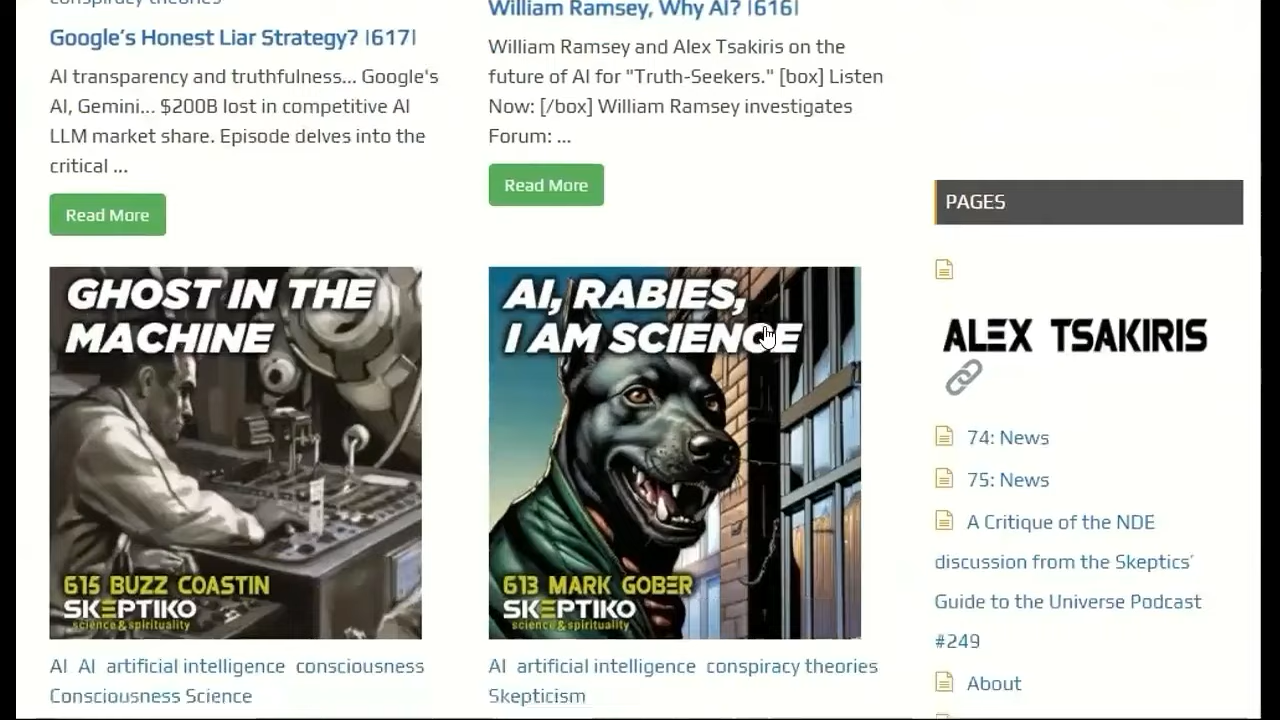 conspiracy theories
Google's Honest Liar Strategy? |617|
AI transparency and truthfulness... Google's
AI, Gemini... $200B lost in competitive AI
LLM market share. Episode delves into the
critical ...
Read More
GHOST IN THE
MACHINE
615 BUZZ COASTIN
SKEPTIKO
science & spirituality
AI AI artificial intelligence consciousness
Consciousness Science
William Ramsey, Why AI? |616|
William Ramsey and Alex Tsakiris on the
future of AI for "Truth-Seekers." [box] Listen
Now: [/box] William Ramsey investigates
Forum: ...
Read More
AI, RABIES,
I AM SCIENCE
613 MARK GOBER
SKEPTIKO
science & spirituality
AI artificial intelligence conspiracy theories
Skepticism
PAGES
ALEX TSAKIRIS
74: News
75: News
A Critique of the NDE
discussion from the Skeptics′
Guide to the Universe Podcast
#249
About